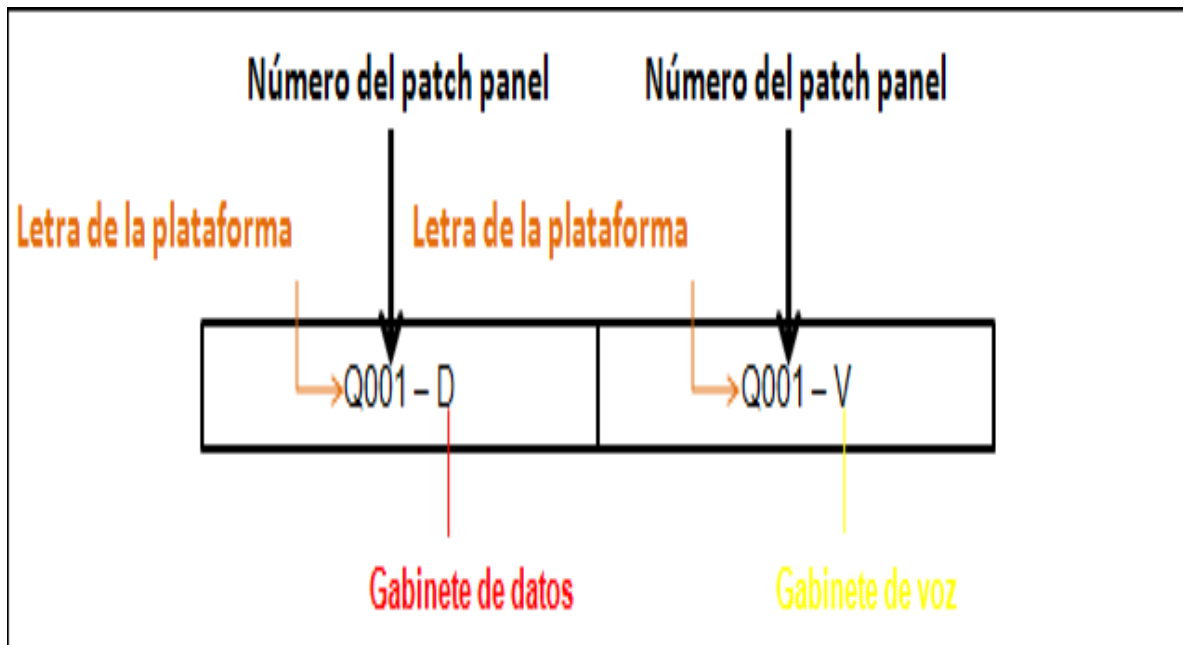 Número del patch panel Número del patch panel
Letra de la plataforma Letra de la plataforma
Q001 – D Q001 – V
Gabinete de datos Gabinete de voz